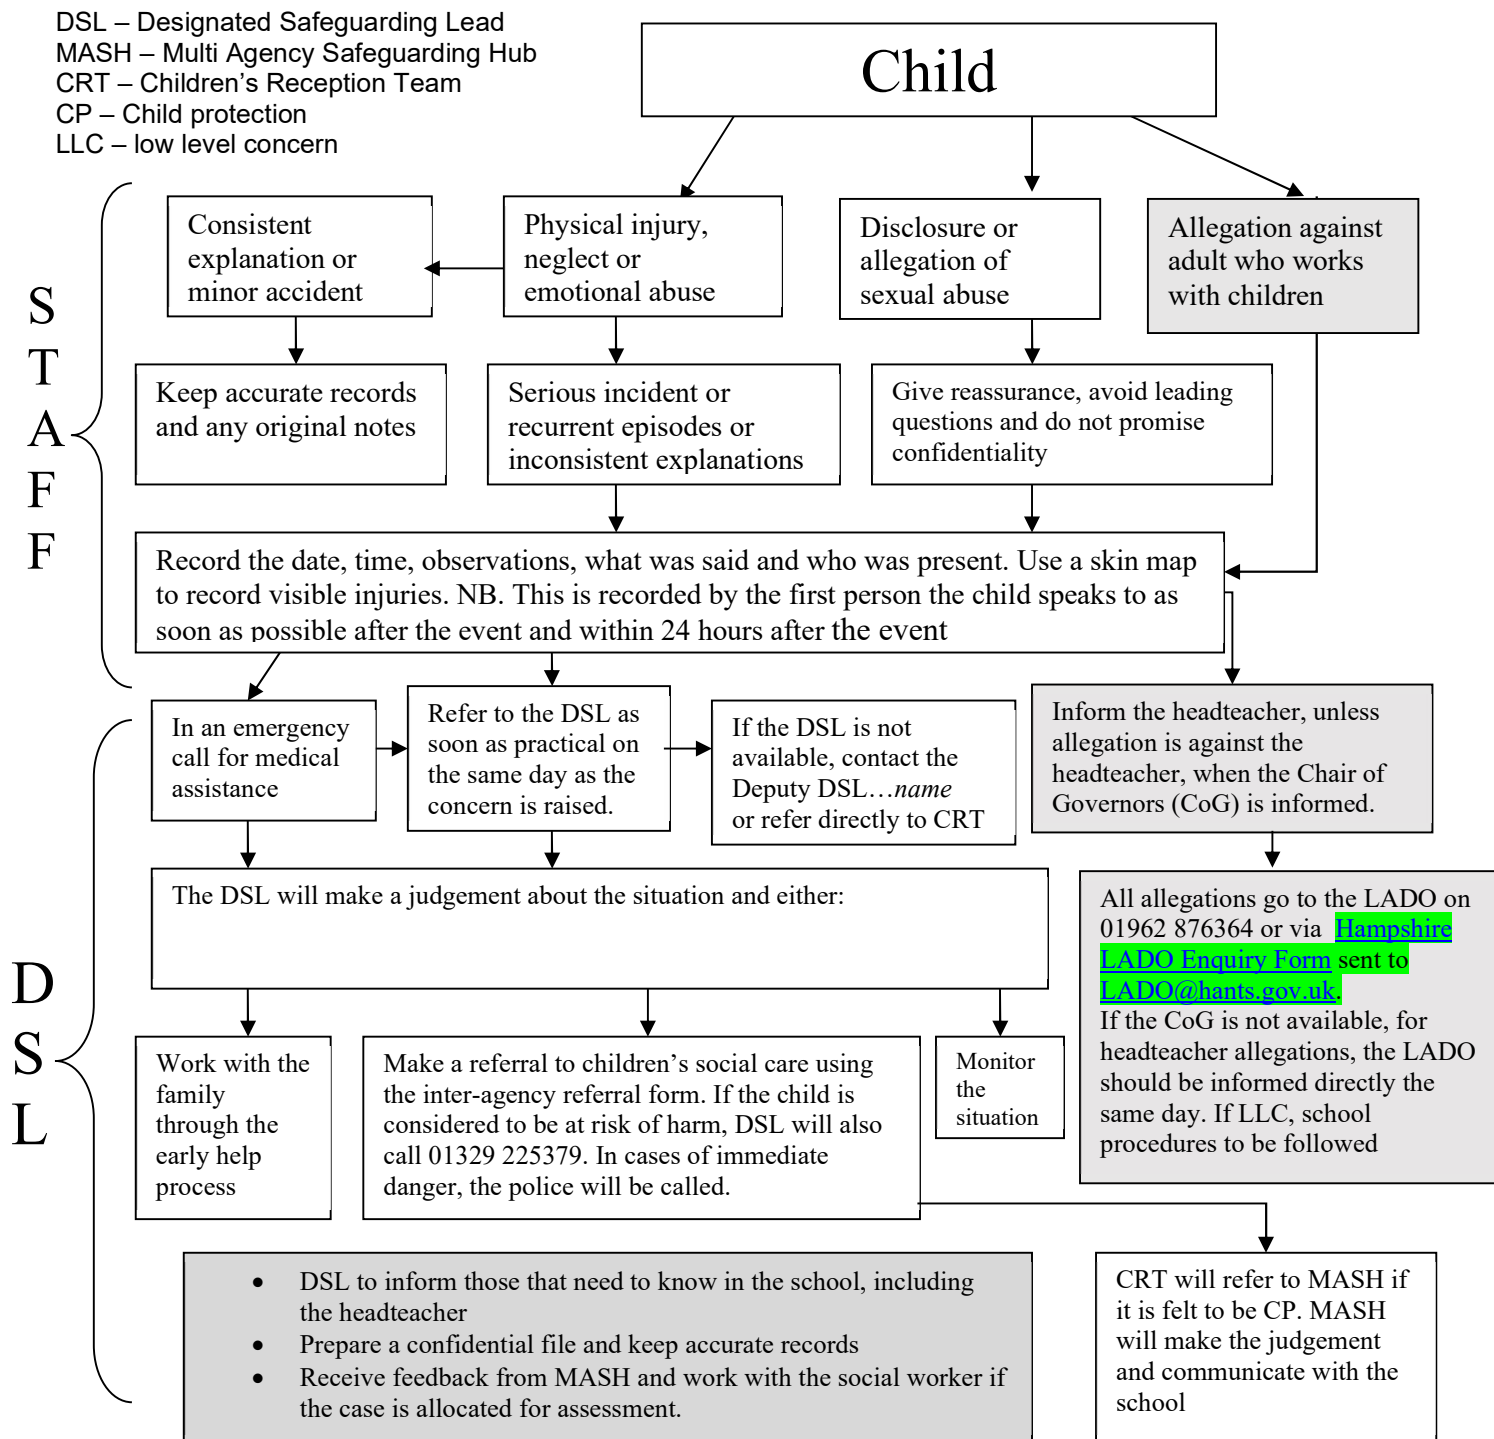 DSL – Designated Safeguarding Lead
MASH – Multi Agency Safeguarding Hub
CRT – Children's Reception Team
CP – Child protection
LLC – low level concern
Child
S
T
A
F
F
Consistent
explanation or
minor accident
Physical injury,
neglect or
emotional abuse
Disclosure or
allegation of
sexual abuse
Allegation against
adult who works
with children
Keep accurate records
and any original notes
Serious incident or
recurrent episodes or
inconsistent explanations
Give reassurance, avoid leading
questions and do not promise
confidentiality
Record the date, time, observations, what was said and who was present. Use a skin map
to record visible injuries. NB. This is recorded by the first person the child speaks to as
soon as possible after the event and within 24 hours after the event
D
S
L
In an emergency
call for medical
assistance
Refer to the DSL as
soon as practical on
the same day as the
concern is raised.
If the DSL is not
available, contact the
Deputy DSL…name
or refer directly to CRT
Inform the headteacher, unless
allegation is against the
headteacher, when the Chair of
Governors (CoG) is informed.
The DSL will make a judgement about the situation and either:
All allegations go to the LADO on
01962 876364 or via Hampshire
LADO Enquiry Form sent to
LADO@hants.gov.uk.
If the CoG is not available, for
headteacher allegations, the LADO
should be informed directly the
same day. If LLC, school
procedures to be followed
Work with the
family
through the
early help
process
Make a referral to children's social care using
the inter-agency referral form. If the child is
considered to be at risk of harm, DSL will also
call 01329 225379. In cases of immediate
danger, the police will be called.
Monitor
the
situation
• DSL to inform those that need to know in the school, including
the headteacher
• Prepare a confidential file and keep accurate records
• Receive feedback from MASH and work with the social worker if
the case is allocated for assessment.
CRT will refer to MASH if
it is felt to be CP. MASH
will make the judgement
and communicate with the
school